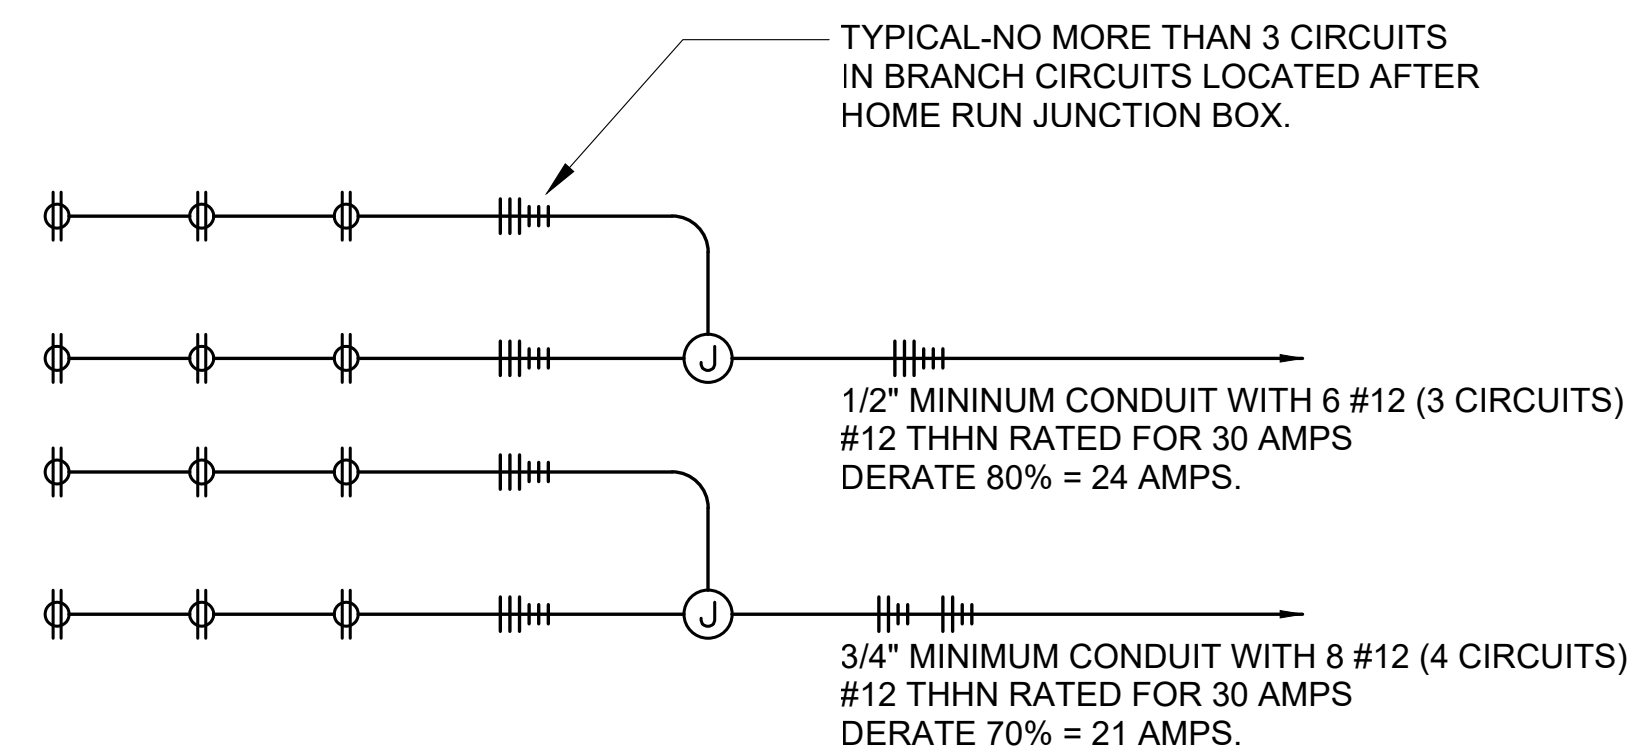 TYPICAL-NO MORE THAN 3 CIRCUITS
IN BRANCH CIRCUITS LOCATED AFTER
HOME RUN JUNCTION BOX.
J
1/2" MININUM CONDUIT WITH 6 #12 (3 CIRCUITS)
#12 THHN RATED FOR 30 AMPS
DERATE 80% = 24 AMPS.
J
3/4" MINIMUM CONDUIT WITH 8 #12 (4 CIRCUITS)
#12 THHN RATED FOR 30 AMPS
DERATE 70% = 21 AMPS.